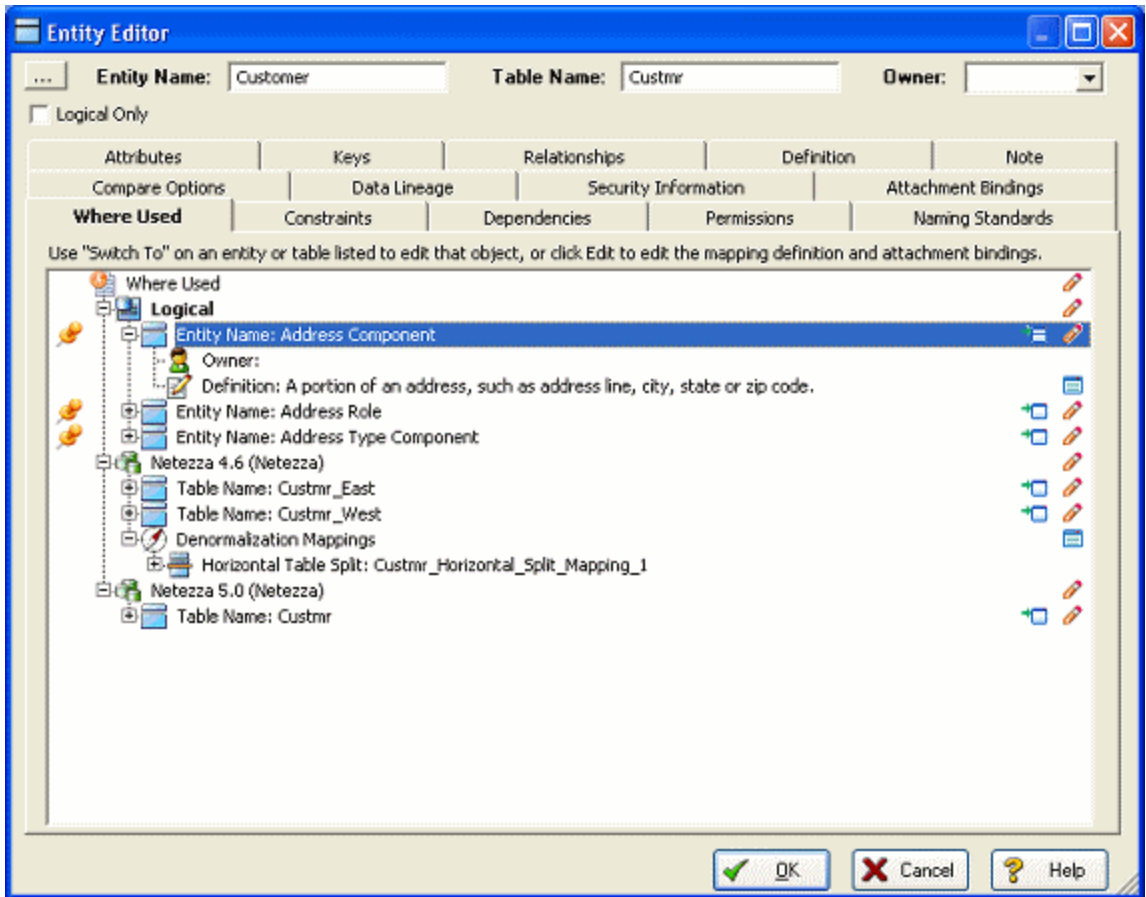 Entity Editor
... Entity Name: Customer Table Name: Custmr Owner:
Logical Only
Attributes Keys Relationships Definition Note
Compare Options Data Lineage Security Information Attachment Bindings
Where Used Constraints Dependencies Permissions Naming Standards
Use "Switch To" on an entity or table listed to edit that object, or click Edit to edit the mapping definition and attachment bindings.
Where Used
Logical
Entity Name: Address Component
Owner:
Definition: A portion of an address, such as address line, city, state or zip code.
Entity Name: Address Role
Entity Name: Address Type Component
Netezza 4.6 (Netezza)
Table Name: Custmr_East
Table Name: Custmr_West
Denormalization Mappings
Horizontal Table Split: Custmr_Horizontal_Split_Mapping_1
Netezza 5.0 (Netezza)
Table Name: Custmr
OK Cancel Help